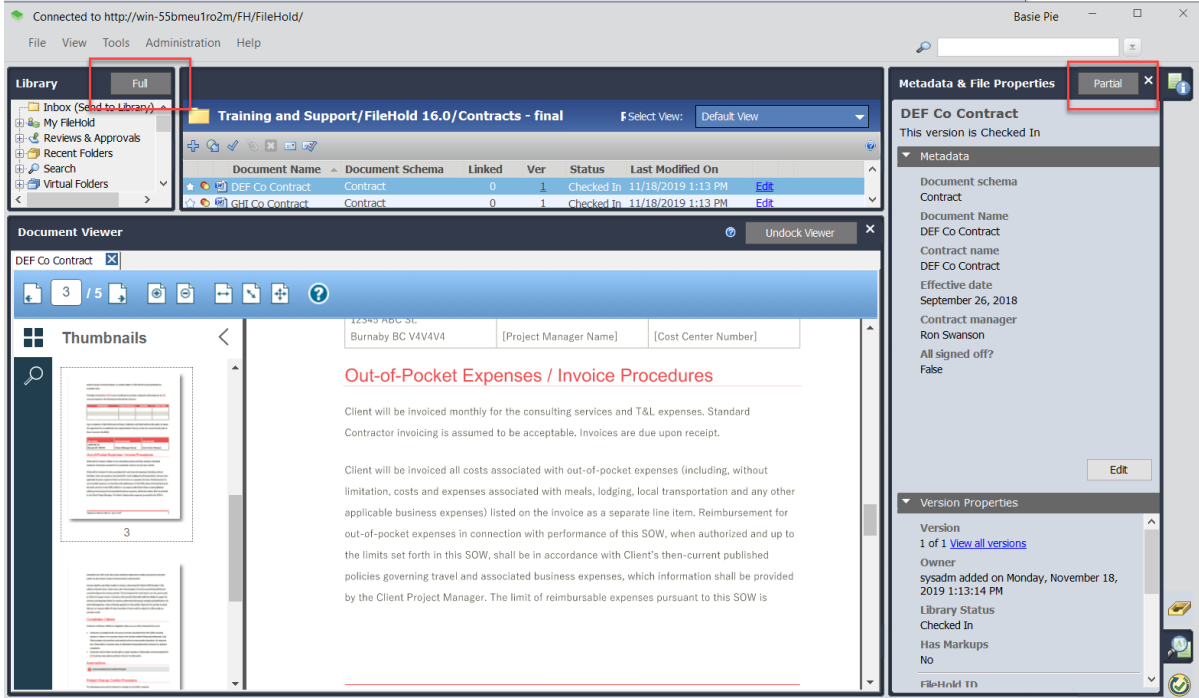 Connected to http://win-55bmeu1ro2m/FH/FileHold/
Basie Pie
File View Tools Administration Help
Library
Full
Inbox (Send to Library)
My FileHold
Reviews & Approvals
Recent Folders
Search
Virtual Folders
Training and Support/FileHold 16.0/Contracts - final
Select View:
Default View
Document Name Document Schema Linked Ver Status Last Modified On
DEF Co Contract Contract 0 1 Checked In 11/18/2019 1:13 PM Edit
GHI Co Contract Contract 0 1 Checked In 11/18/2019 1:13 PM Edit
Document Viewer
Undock Viewer
DEF Co Contract
3 / 5
Thumbnails
3
12345 ABC St.
Burnaby BC V4V4V4 [Project Manager Name] [Cost Center Number]
Out-of-Pocket Expenses / Invoice Procedures
Client will be invoiced monthly for the consulting services and T&L expenses. Standard
Contractor invoicing is assumed to be acceptable. Invoices are due upon receipt.
Client will be invoiced all costs associated with out-of-pocket expenses (including, without
limitation, costs and expenses associated with meals, lodging, local transportation and any other
applicable business expenses) listed on the invoice as a separate line item. Reimbursement for
out-of-pocket expenses in connection with performance of this SOW, when authorized and up to
the limits set forth in this SOW, shall be in accordance with Client's then-current published
policies governing travel and associated business expenses, which information shall be provided
by the Client Project Manager. The limit of reimbursable expenses pursuant to this SOW is
Metadata & File Properties
Partial
DEF Co Contract
This version is Checked In
Metadata
Document schema
Contract
Document Name
DEF Co Contract
Contract name
DEF Co Contract
Effective date
September 26, 2018
Contract manager
Ron Swanson
All signed off?
False
Edit
Version Properties
Version
1 of 1 View all versions
Owner
sysadm added on Monday, November 18,
2019 1:13:14 PM
Library Status
Checked In
Has Markups
No
FileHold ID